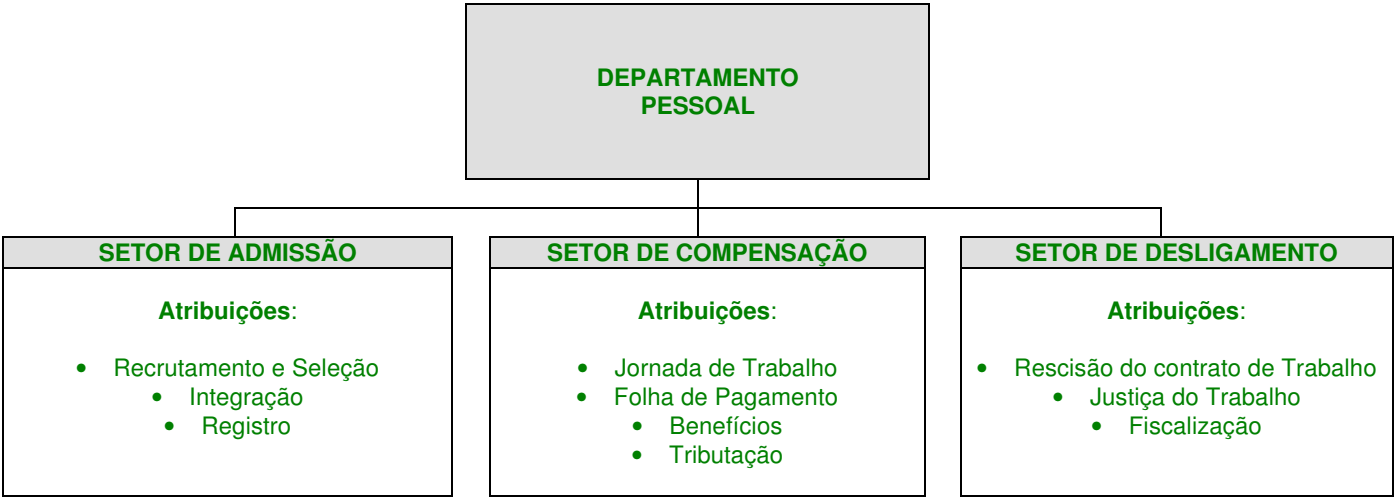 DEPARTAMENTO
PESSOAL
SETOR DE ADMISSÃO
Atribuições:
• Recrutamento e Seleção
• Integração
• Registro
SETOR DE COMPENSAÇÃO
Atribuições:
• Jornada de Trabalho
• Folha de Pagamento
• Benefícios
• Tributação
SETOR DE DESLIGAMENTO
Atribuições:
• Rescisão do contrato de Trabalho
• Justiça do Trabalho
• Fiscalização